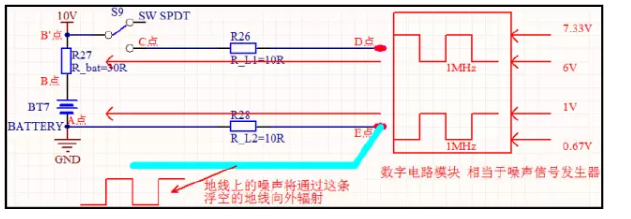 10V
S9
SW SPDT
B'点
C点
R26
D点
7.33V
R27
R_bat=30R
R_L1=10R
1MHz
6V
B点
BT7
A点
R28
1V
BATTERY
R_L2=10R
E点
1MHz
0.67V
GND
数字电路模块 相当于噪声信号发生器
地线上的噪声将通过这条
浮空的地线向外辐射